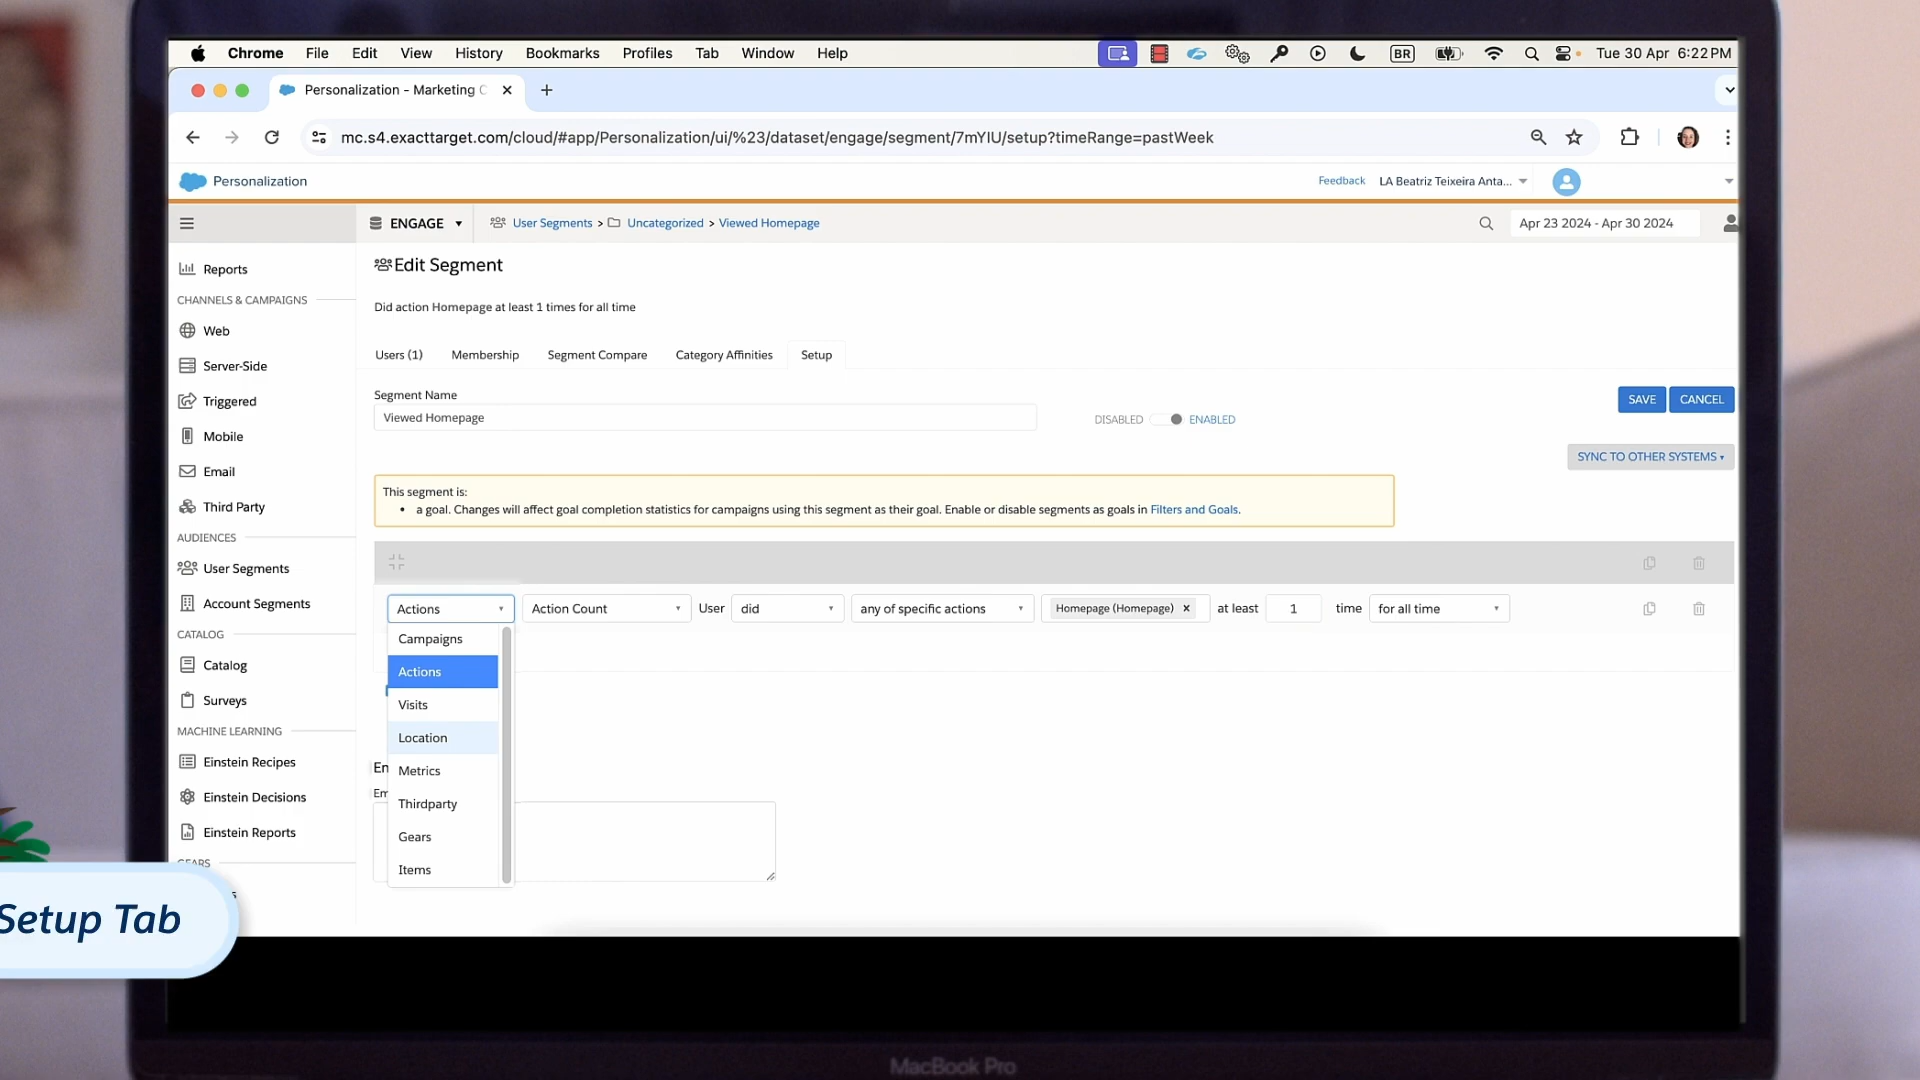 Chrome File Edit View History Bookmarks Profiles Tab Window Help BR Tue 30 Apr 6:22 PM
Personalization - Marketing C
mc.s4.exacttarget.com/cloud/#app/Personalization/ui/%23/dataset/engage/segment/7mYIU/setup?timeRange=pastWeek
Personalization Feedback LA Beatriz Teixeira Anta...
ENGAGE User Segments > Uncategorized > Viewed Homepage Apr 23 2024 - Apr 30 2024
Reports
CHANNELS & CAMPAIGNS
Web
Server-Side
Triggered
Mobile
Email
Third Party
AUDIENCES
User Segments
Account Segments
CATALOG
Catalog
Surveys
MACHINE LEARNING
Einstein Recipes
Einstein Decisions
Einstein Reports
GEARS
Edit Segment
Did action Homepage at least 1 times for all time
Users (1) Membership Segment Compare Category Affinities Setup
Segment Name
Viewed Homepage
DISABLED ENABLED
SAVE CANCEL
SYNC TO OTHER SYSTEMS
This segment is:
• a goal. Changes will affect goal completion statistics for campaigns using this segment as their goal. Enable or disable segments as goals in Filters and Goals.
Actions Action Count User did any of specific actions Homepage (Homepage) at least 1 time for all time
Campaigns
Actions
Visits
Location
Metrics
Thirdparty
Gears
Items
En
Em
Setup Tab
MacBook Pro